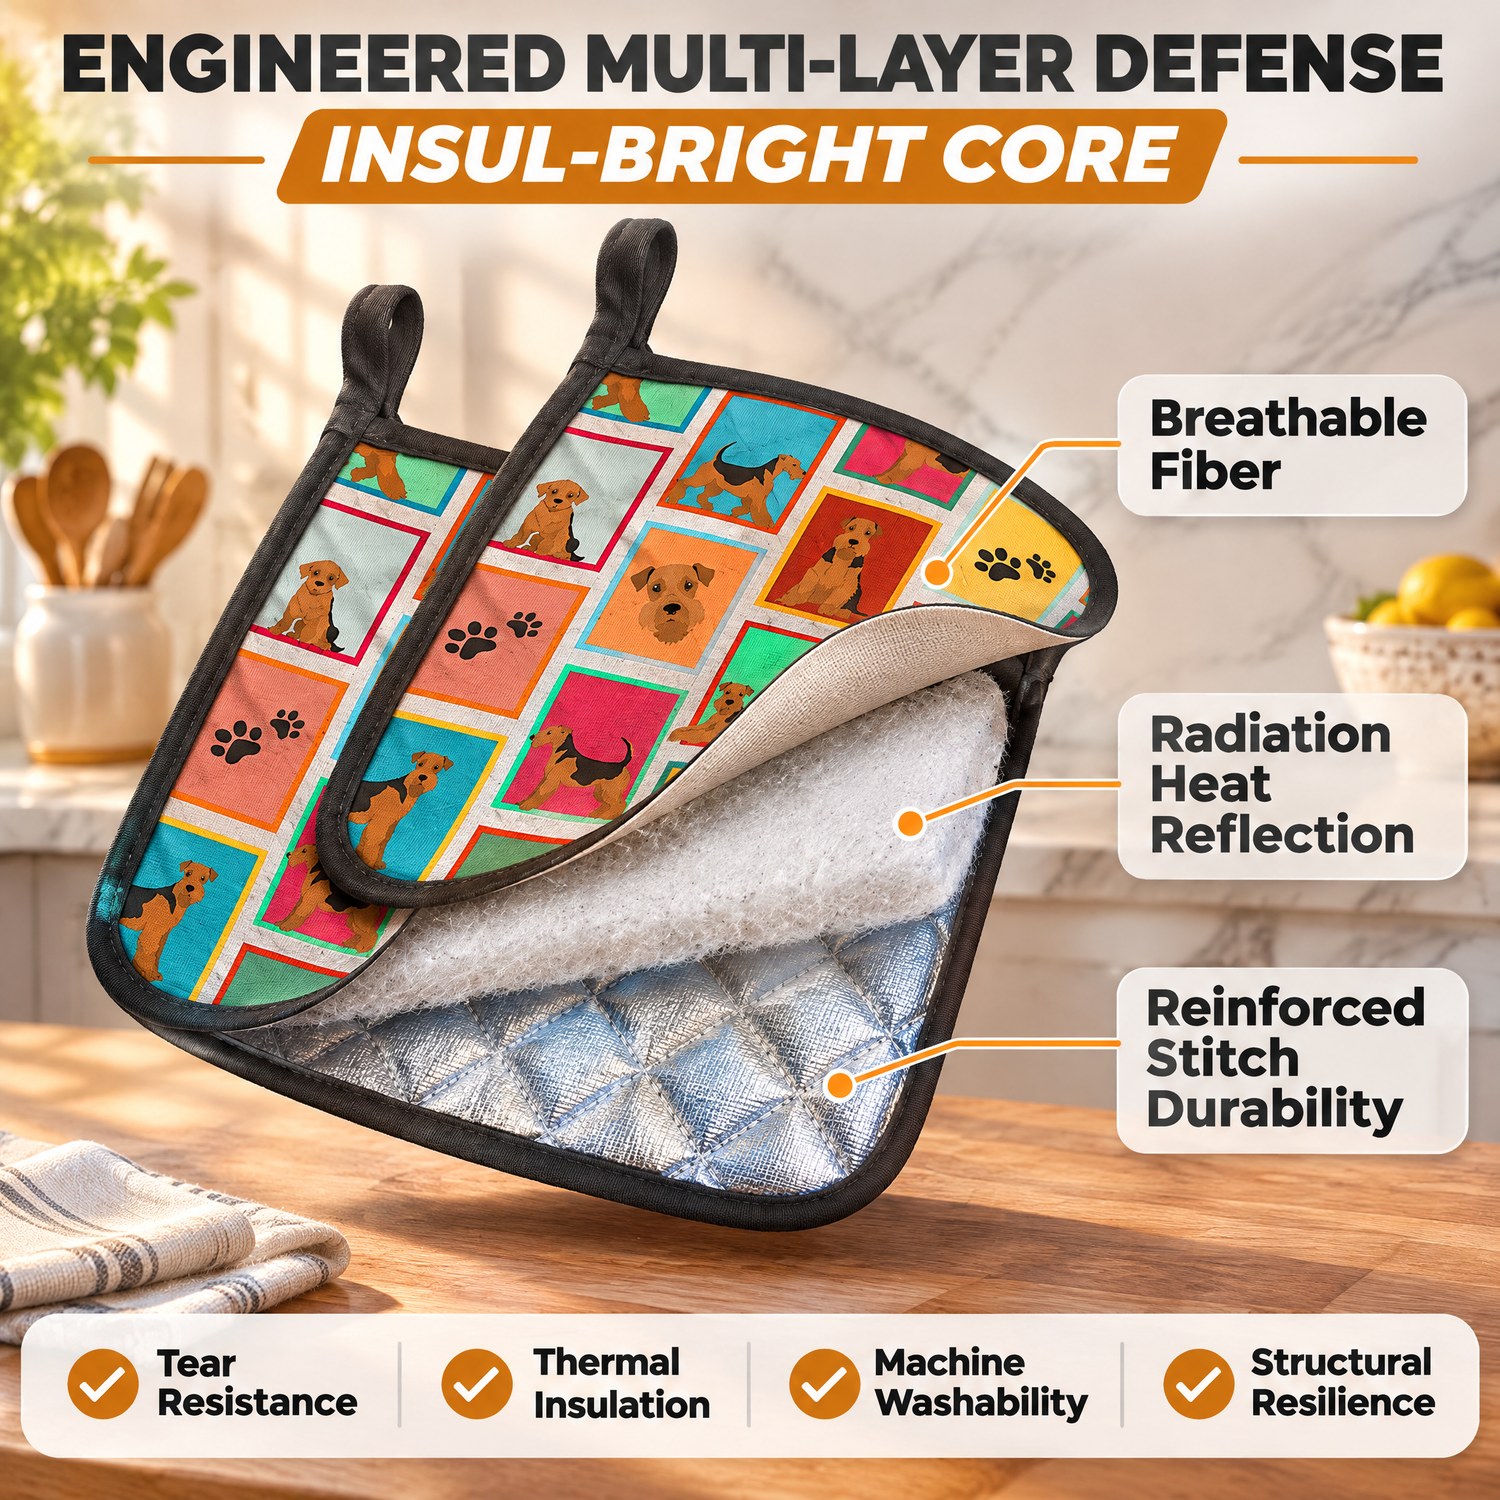 ENGINEERED MULTI-LAYER DEFENSE
INSUL-BRIGHT CORE
Breathable
Fiber
Radiation
Heat
Reflection
Reinforced
Stitch
Durability
Tear
Resistance
Thermal
Insulation
Machine
Washability
Structural
Resilience